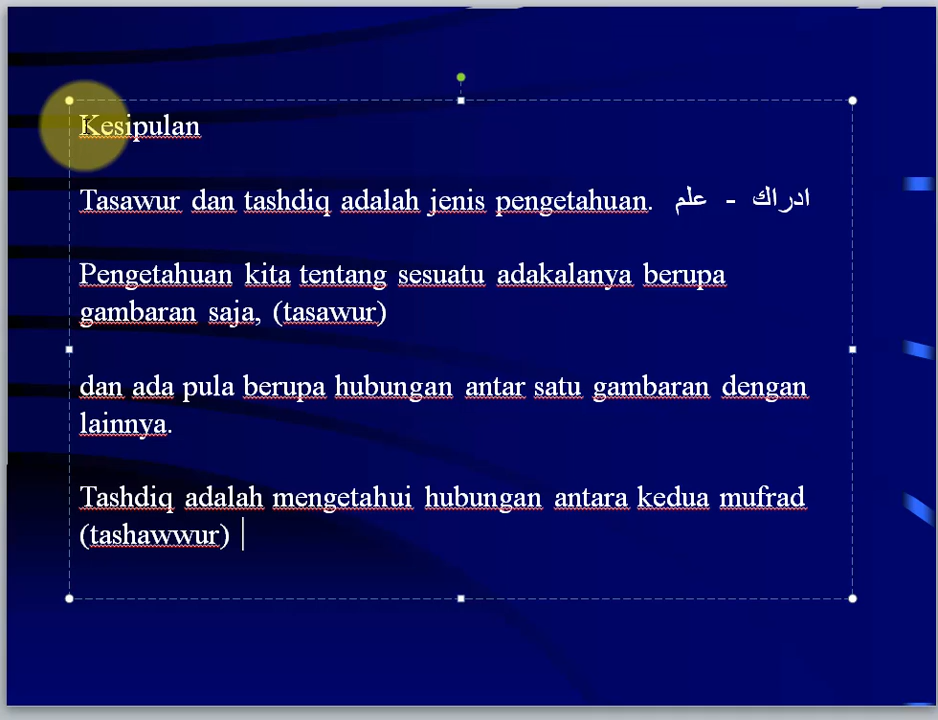 Kesipulan
Tasawur dan tashdiq adalah jenis pengetahuan. ادراك - علم
Pengetahuan kita tentang sesuatu adakalanya berupa
gambaran saja, (tasawur)
dan ada pula berupa hubungan antar satu gambaran dengan
lainnya.
Tashdiq adalah mengetahui hubungan antara kedua mufrad
(tashawwur)